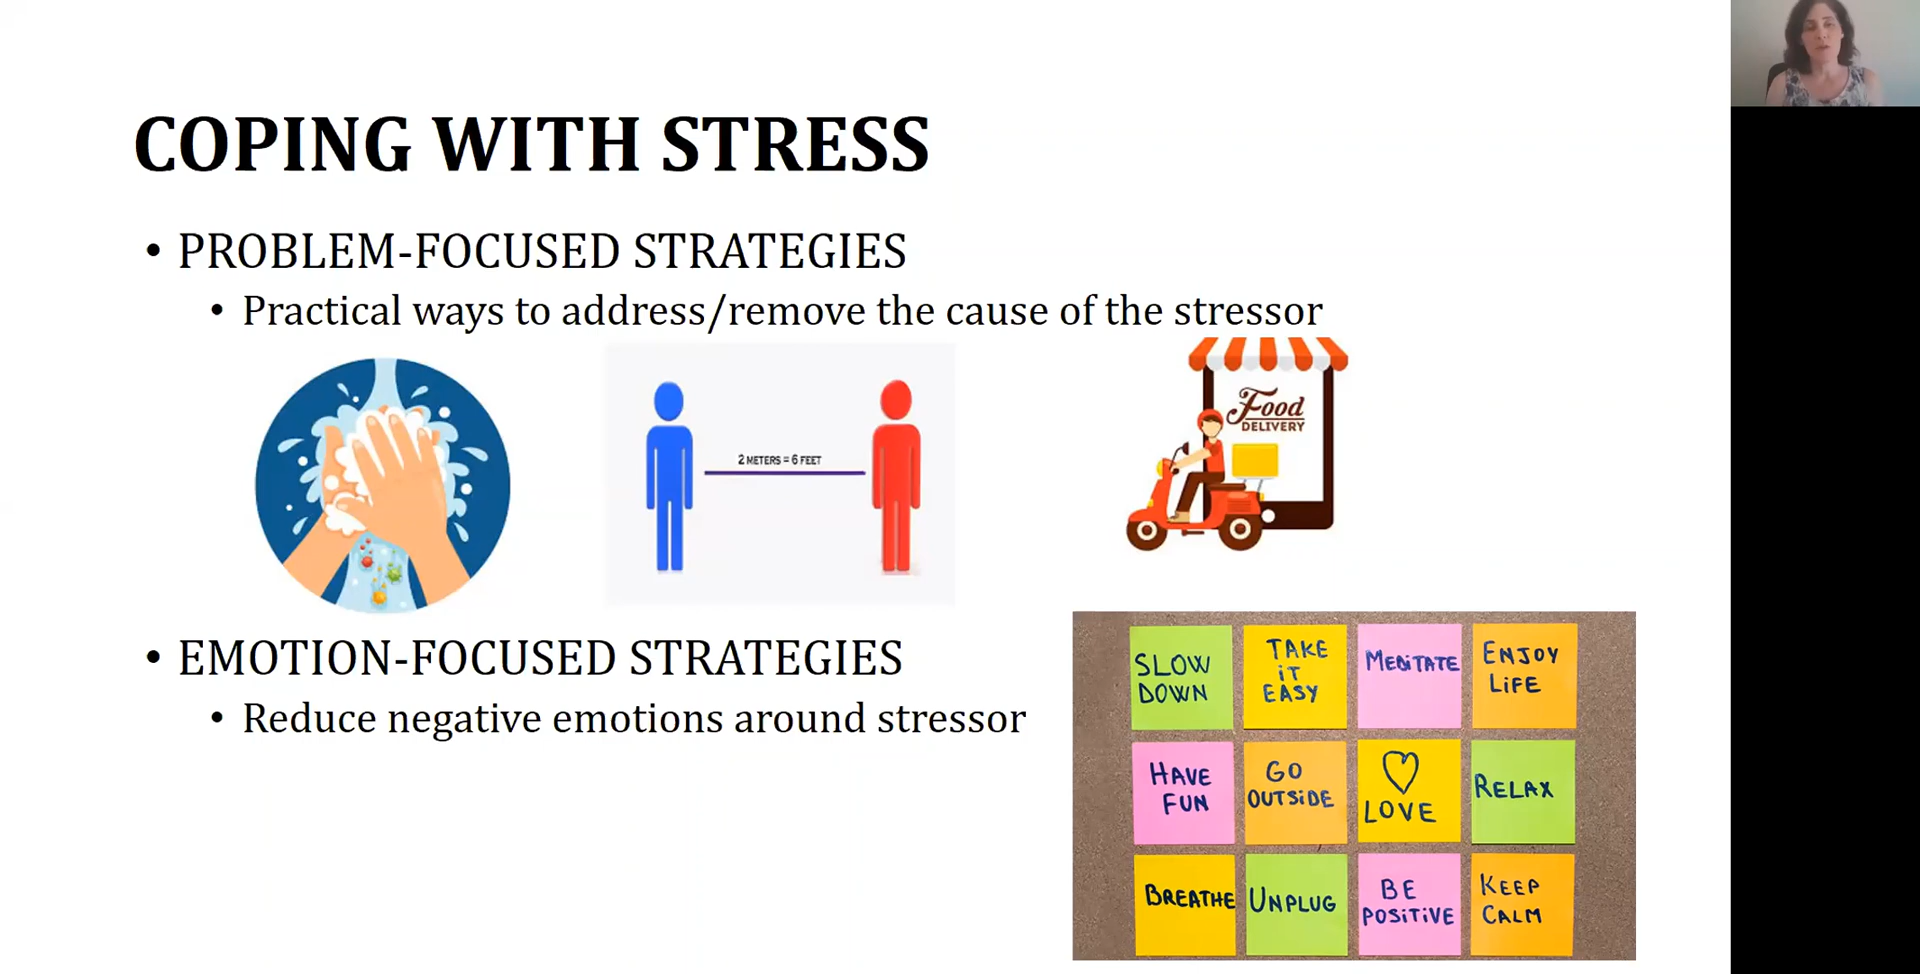 COPING WITH STRESS
• PROBLEM-FOCUSED STRATEGIES
• Practical ways to address/remove the cause of the stressor
2 METERS = 6 FEET
Food
DELIVERY
• EMOTION-FOCUSED STRATEGIES
• Reduce negative emotions around stressor
SLOW
DOWN
TAKE
iT
EASY
MEDiTATE
ENJOY
LiFE
HAVE
FUN
GO
OUTSiDE
LOVE
RELAX
BREATHE
UNPLUG
BE
POSiTiVE
KEEP
CALM